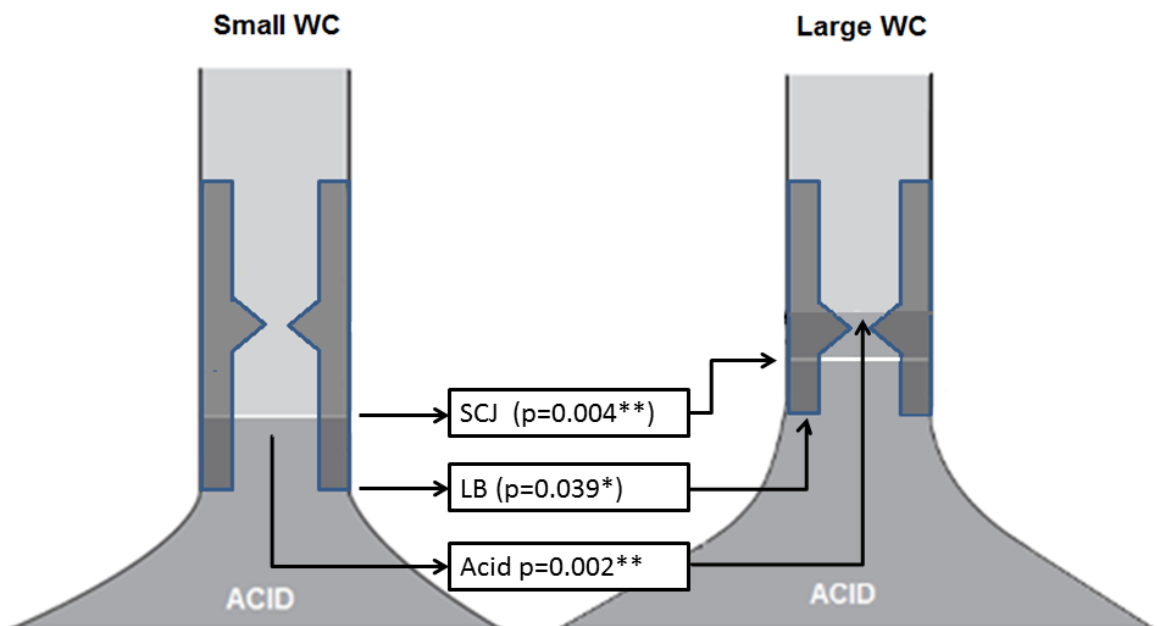 Small WC
Large WC
SCJ (p=0.004**)
LB (p=0.039*)
Acid p=0.002**
ACID
ACID